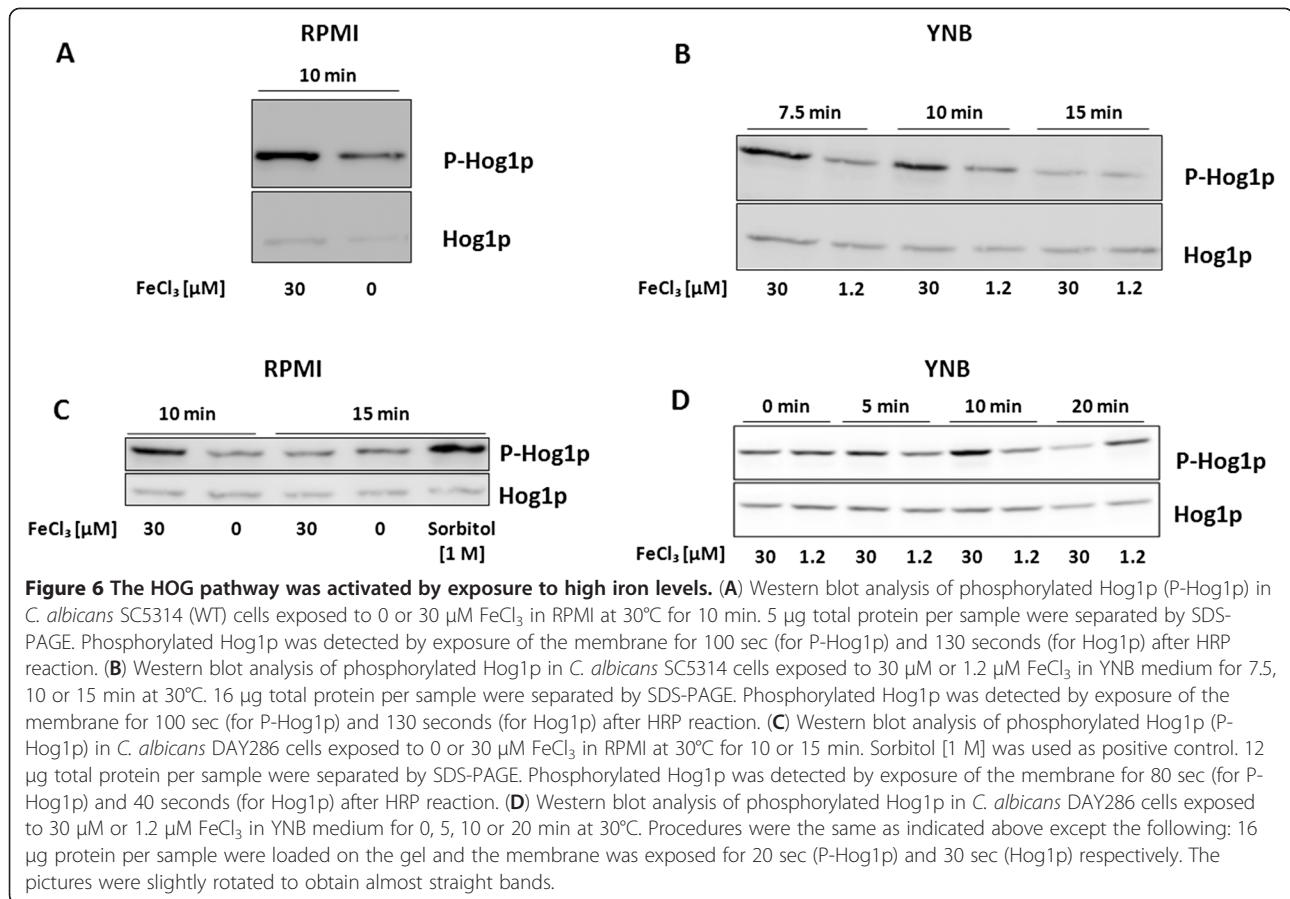 RPMI
A
10 min
P-Hog1p
Hog1p
FeCl₃ [µM] 30 0
YNB
B
7.5 min 10 min 15 min
P-Hog1p
Hog1p
FeCl₃ [µM] 30 1.2 30 1.2 30 1.2
RPMI
C
10 min 15 min
P-Hog1p
Hog1p
FeCl₃ [µM] 30 0 30 0 Sorbitol
[1 M]
YNB
D
0 min 5 min 10 min 20 min
P-Hog1p
Hog1p
FeCl₃ [µM] 30 1.2 30 1.2 30 1.2 30 1.2
Figure 6 The HOG pathway was activated by exposure to high iron levels. (A) Western blot analysis of phosphorylated Hog1p (P-Hog1p) in
C. albicans SC5314 (WT) cells exposed to 0 or 30 µM FeCl₃ in RPMI at 30°C for 10 min. 5 µg total protein per sample were separated by SDS-
PAGE. Phosphorylated Hog1p was detected by exposure of the membrane for 100 sec (for P-Hog1p) and 130 seconds (for Hog1p) after HRP
reaction. (B) Western blot analysis of phosphorylated Hog1p in C. albicans SC5314 cells exposed to 30 µM or 1.2 µM FeCl₃ in YNB medium for 7.5,
10 or 15 min at 30°C. 16 µg total protein per sample were separated by SDS-PAGE. Phosphorylated Hog1p was detected by exposure of the
membrane for 100 sec (for P-Hog1p) and 130 seconds (for Hog1p) after HRP reaction. (C) Western blot analysis of phosphorylated Hog1p (P-
Hog1p) in C. albicans DAY286 cells exposed to 0 or 30 µM FeCl₃ in RPMI at 30°C for 10 or 15 min. Sorbitol [1 M] was used as positive control. 12
µg total protein per sample were separated by SDS-PAGE. Phosphorylated Hog1p was detected by exposure of the membrane for 80 sec (for P-
Hog1p) and 40 seconds (for Hog1p) after HRP reaction. (D) Western blot analysis of phosphorylated Hog1p in C. albicans DAY286 cells exposed
to 30 µM or 1.2 µM FeCl₃ in YNB medium for 0, 5, 10 or 20 min at 30°C. Procedures were the same as indicated above except the following: 16
µg protein per sample were loaded on the gel and the membrane was exposed for 20 sec (P-Hog1p) and 30 sec (Hog1p) respectively. The
pictures were slightly rotated to obtain almost straight bands.